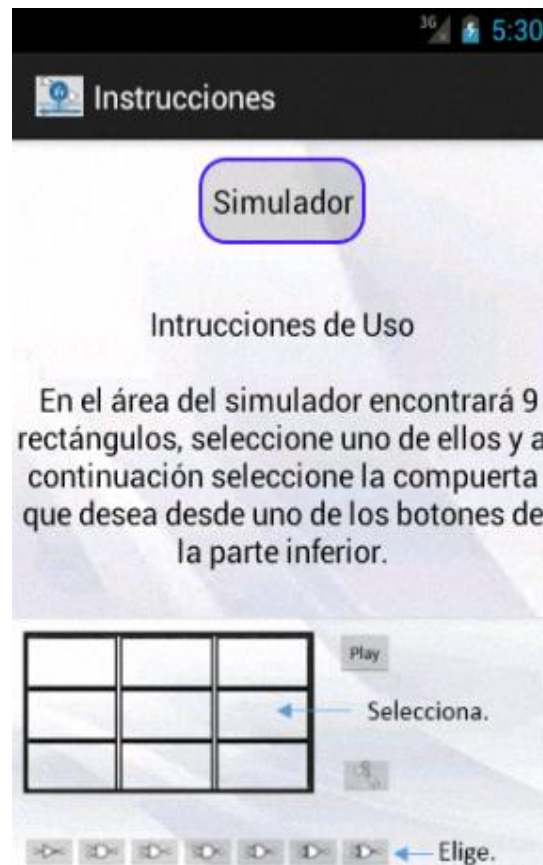 3G 5:30
Instrucciones
Simulador
Intrucciones de Uso
En el área del simulador encontrará 9
rectángulos, seleccione uno de ellos y a
continuación seleccione la compuerta
que desea desde uno de los botones de
la parte inferior.
Play
Selecciona.
Elige.